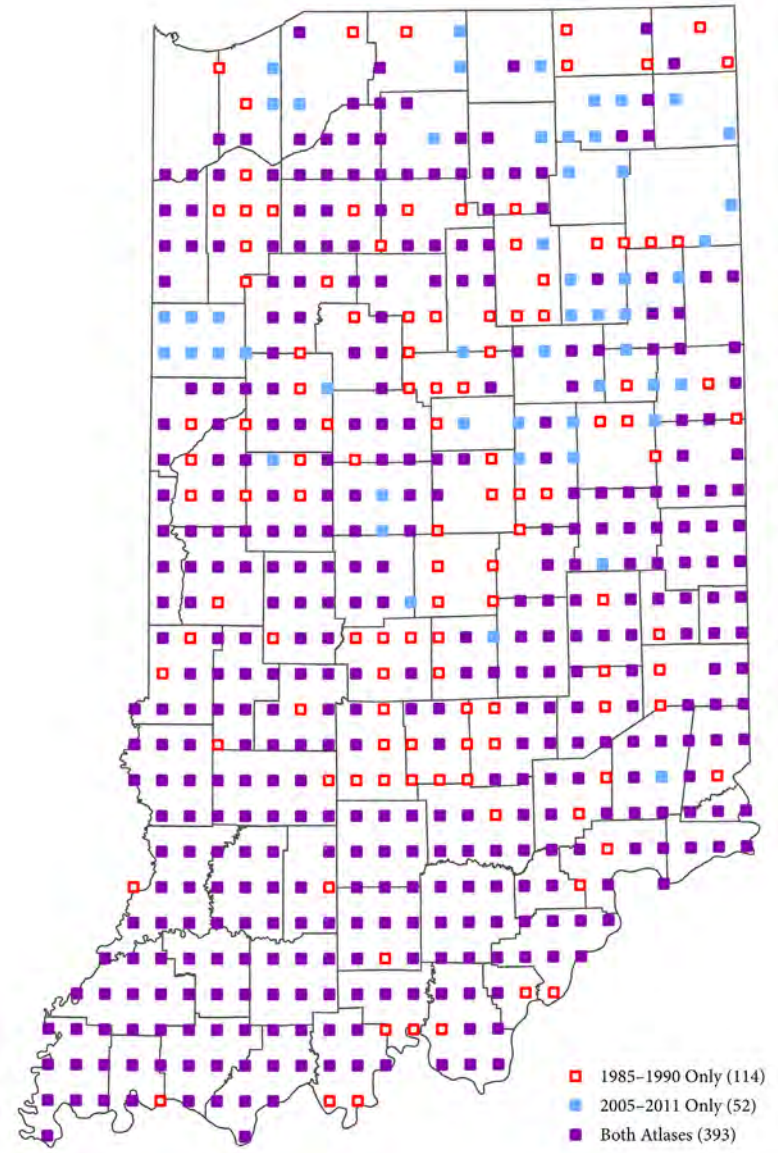 1985–1990 Only (114)
2005–2011 Only (52)
Both Atlases (393)